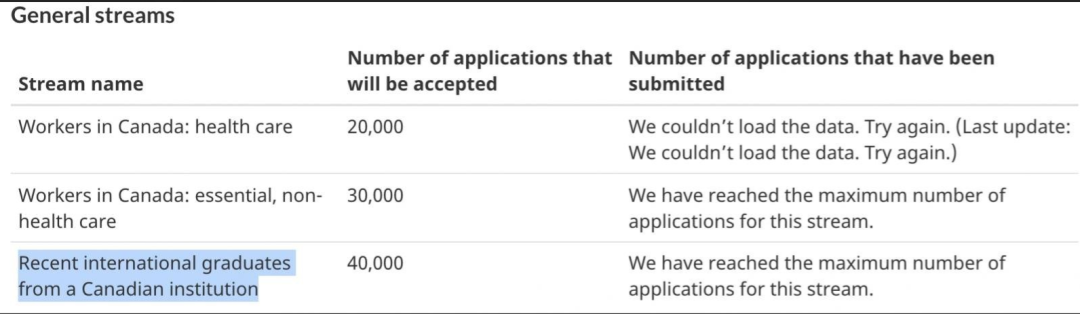 General streams
Stream name
Number of applications that
will be accepted
Number of applications that have been
submitted
Workers in Canada: health care
20,000
We couldn’t load the data. Try again. (Last update:
We couldn’t load the data. Try again.)
Workers in Canada: essential, non-
health care
30,000
We have reached the maximum number of
applications for this stream.
Recent international graduates
from a Canadian institution
40,000
We have reached the maximum number of
applications for this stream.